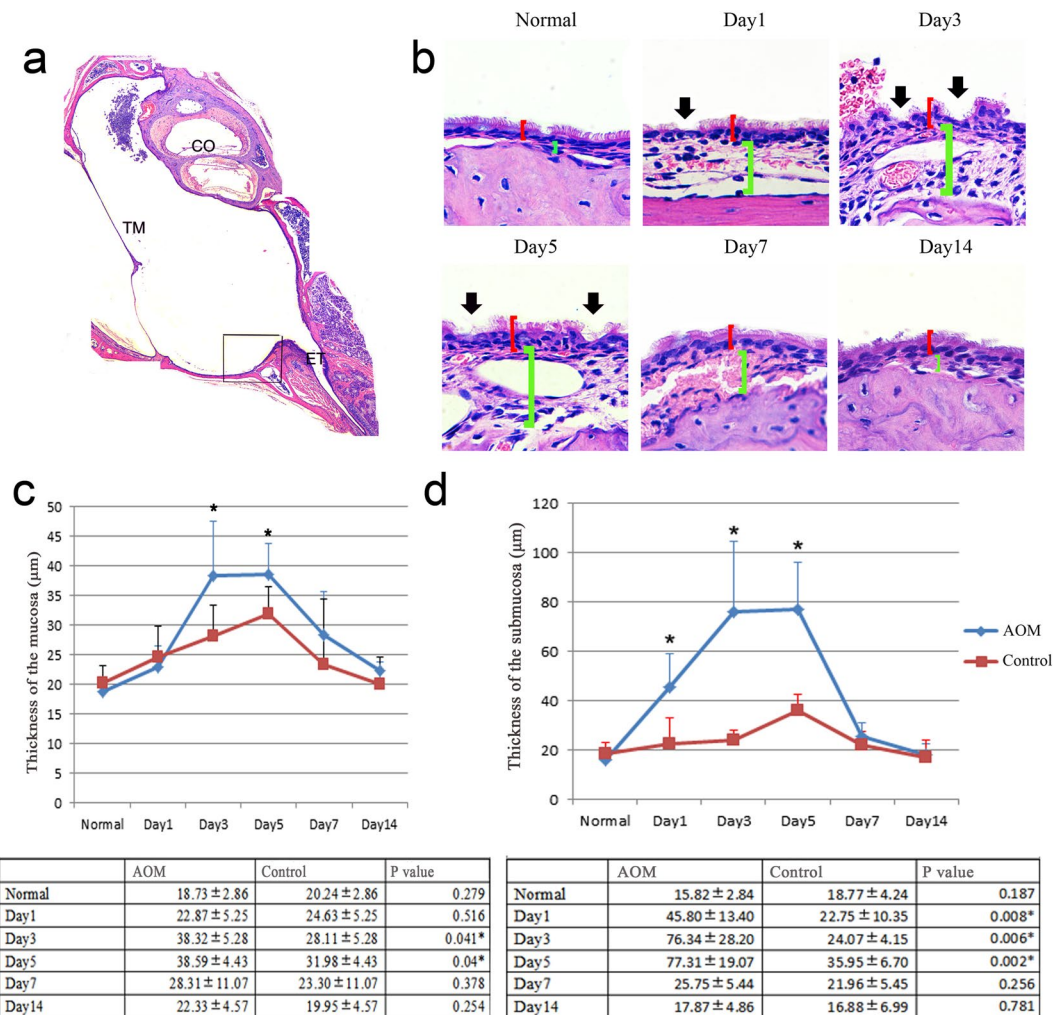 a
CO
TM
ET
b
Normal Day1 Day3
Day5 Day7 Day14
c
Thickness of the mucosa (μm)
50
45
40
35
30
25
20
15
10
5
0
* *
Normal Day1 Day3 Day5 Day7 Day14
d
Thickness of the submucosa (μm)
120
100
80
60
40
20
0
* * *
Normal Day1 Day3 Day5 Day7 Day14
AOM
Control
AOM Control P value
Normal 18.73 ± 2.86 20.24 ± 2.86 0.279
Day1 22.87 ± 5.25 24.63 ± 5.25 0.516
Day3 38.32 ± 5.28 28.11 ± 5.28 0.041*
Day5 38.59 ± 4.43 31.98 ± 4.43 0.04*
Day7 28.31 ± 11.07 23.30 ± 11.07 0.378
Day14 22.33 ± 4.57 19.95 ± 4.57 0.254
AOM Control P value
Normal 15.82 ± 2.84 18.77 ± 4.24 0.187
Day1 45.80 ± 13.40 22.75 ± 10.35 0.008*
Day3 76.34 ± 28.20 24.07 ± 4.15 0.006*
Day5 77.31 ± 19.07 35.95 ± 6.70 0.002*
Day7 25.75 ± 5.44 21.96 ± 5.45 0.256
Day14 17.87 ± 4.86 16.88 ± 6.99 0.781